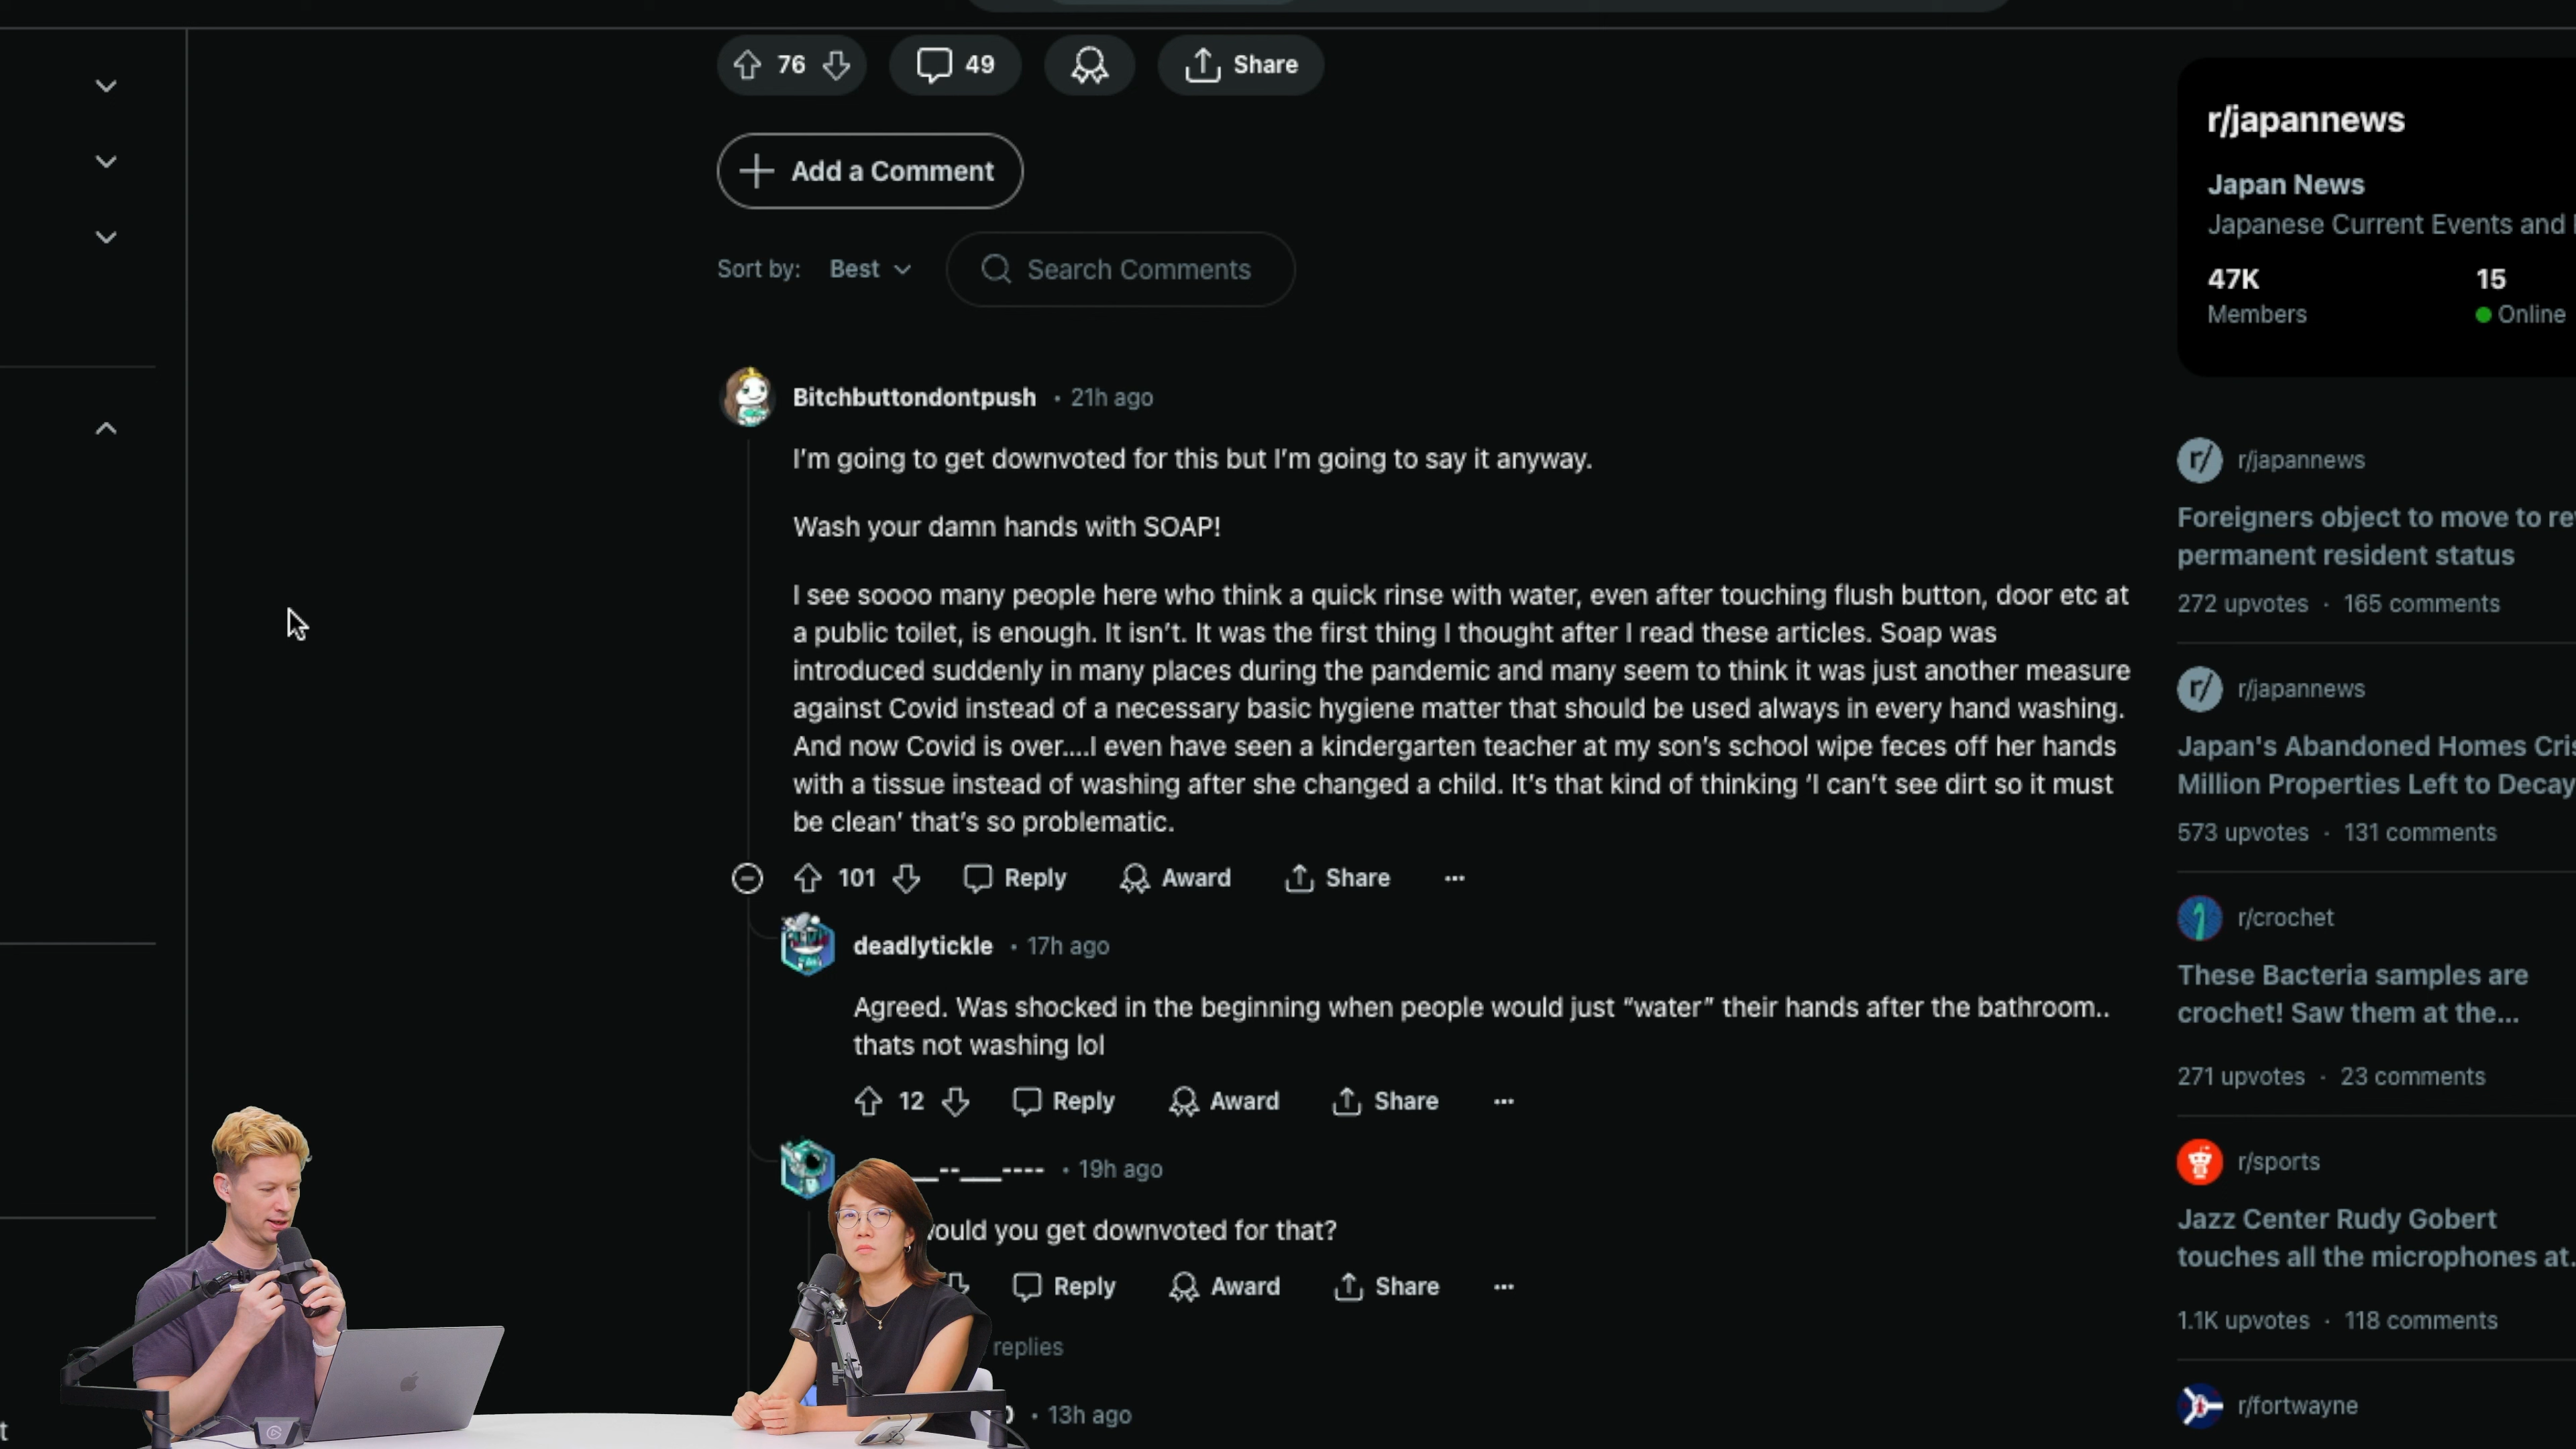 76
49
Share
Add a Comment
Sort by: Best
Search Comments
Bitchbuttondontpush • 21h ago
I'm going to get downvoted for this but I'm going to say it anyway.
Wash your damn hands with SOAP!
I see soooo many people here who think a quick rinse with water, even after touching flush button, door etc at
a public toilet, is enough. It isn't. It was the first thing I thought after I read these articles. Soap was
introduced suddenly in many places during the pandemic and many seem to think it was just another measure
against Covid instead of a necessary basic hygiene matter that should be used always in every hand washing.
And now Covid is over....I even have seen a kindergarten teacher at my son's school wipe feces off her hands
with a tissue instead of washing after she changed a child. It's that kind of thinking 'I can't see dirt so it must
be clean' that's so problematic.
101 Reply Award Share ...
deadlytickle • 17h ago
Agreed. Was shocked in the beginning when people would just “water” their hands after the bathroom..
thats not washing lol
12 Reply Award Share ...
__--___---- • 19h ago
would you get downvoted for that?
Reply Award Share ...
replies
• 13h ago
r/japannews
Japan News
Japanese Current Events and
47K
15
Members
Online
r/japannews
Foreigners object to move to
permanent resident status
272 upvotes · 165 comments
r/japannews
Japan's Abandoned Homes
Million Properties Left to Decay
573 upvotes · 131 comments
r/crochet
These Bacteria samples are
crochet! Saw them at the...
271 upvotes · 23 comments
r/sports
Jazz Center Rudy Gobert
touches all the microphones at
1.1K upvotes · 118 comments
r/fortwayne